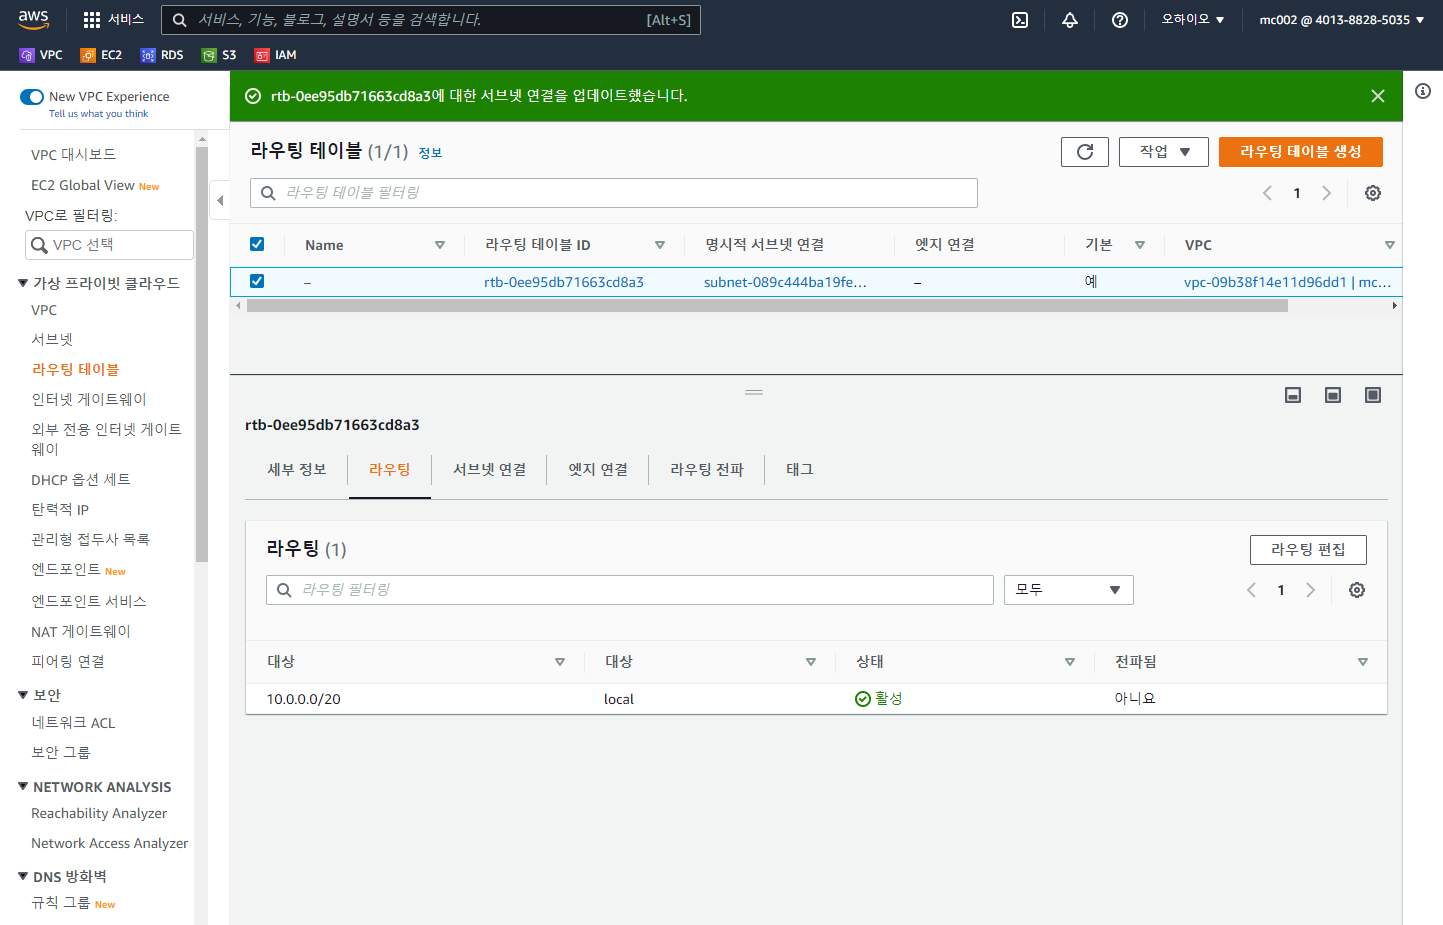 aws
서비스
서비스, 기능, 블로그, 설명서 등을 검색합니다.
[Alt+S]
오하이오 ▼
mc002 @ 4013-8828-5035 ▼
VPC
EC2
RDS
S3
IAM
New VPC Experience
Tell us what you think
VPC 대시보드
EC2 Global View New
VPC로 필터링:
VPC 선택
가상 프라이빗 클라우드
VPC
서브넷
라우팅 테이블
인터넷 게이트웨이
외부 전용 인터넷 게이트
웨이
DHCP 옵션 세트
탄력적 IP
관리형 접두사 목록
엔드포인트 New
엔드포인트 서비스
NAT 게이트웨이
피어링 연결
보안
네트워크 ACL
보안 그룹
NETWORK ANALYSIS
Reachability Analyzer
Network Access Analyzer
DNS 방화벽
규칙 그룹 New
rtb-0ee95db71663cd8a3에 대한 서브넷 연결을 업데이트했습니다.
라우팅 테이블 (1/1) 정보
작업 ▼
라우팅 테이블 생성
라우팅 테이블 필터링
1
Name
라우팅 테이블 ID
명시적 서브넷 연결
엣지 연결
기본
VPC
–
rtb-0ee95db71663cd8a3
subnet-089c444ba19fe...
–
예
vpc-09b38f14e11d96dd1 | mc...
rtb-0ee95db71663cd8a3
세부 정보
라우팅
서브넷 연결
엣지 연결
라우팅 전파
태그
라우팅 (1)
라우팅 편집
라우팅 필터링
모두
1
대상
대상
상태
전파됨
10.0.0.0/20
local
활성
아니요